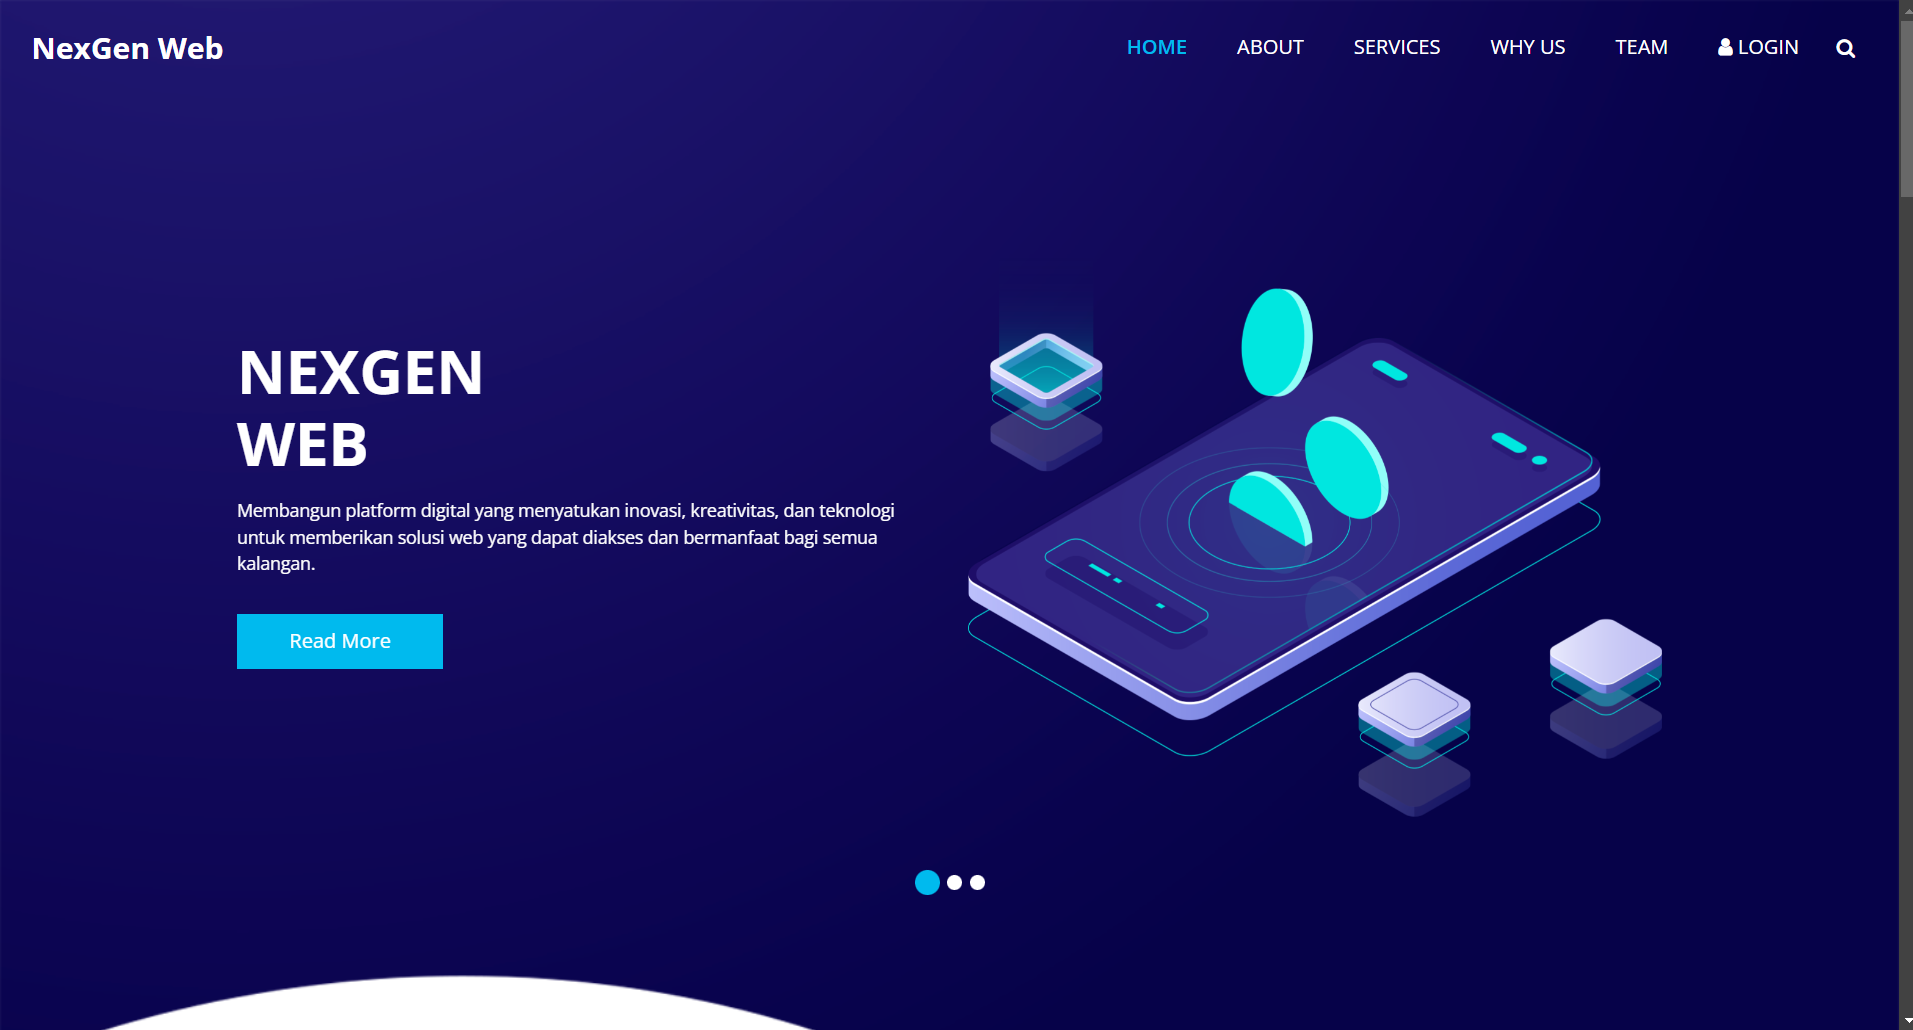 NexGen Web
HOME ABOUT SERVICES WHY US TEAM LOGIN
NEXGEN
WEB
Membangun platform digital yang menyatukan inovasi, kreativitas, dan teknologi
untuk memberikan solusi web yang dapat diakses dan bermanfaat bagi semua
kalangan.
Read More